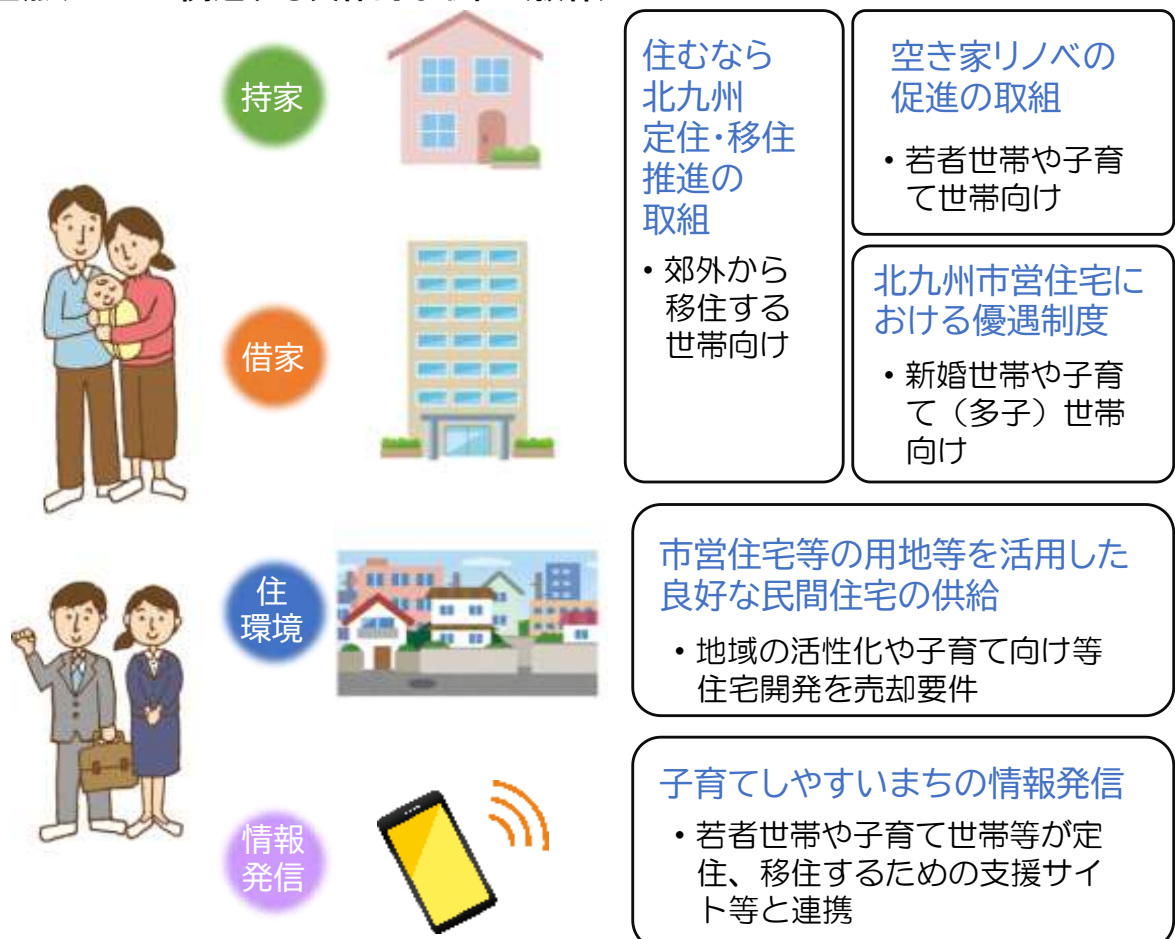 持家
借家
住
環境
情報
発信
住むなら
北九州
定住・移住
推進の
取組
・郊外から
移住する
世帯向け
空き家リノベの
促進の取組
・若者世帯や子育
て世帯向け
北九州市営住宅に
おける優遇制度
・新婚世帯や子育
て（多子）世帯
向け
市営住宅等の用地等を活用した
良好な民間住宅の供給
・地域の活性化や子育て向け等
住宅開発を売却要件
子育てしやすいまちの情報発信
・若者世帯や子育て世帯等が定
住、移住するための支援サイ
ト等と連携